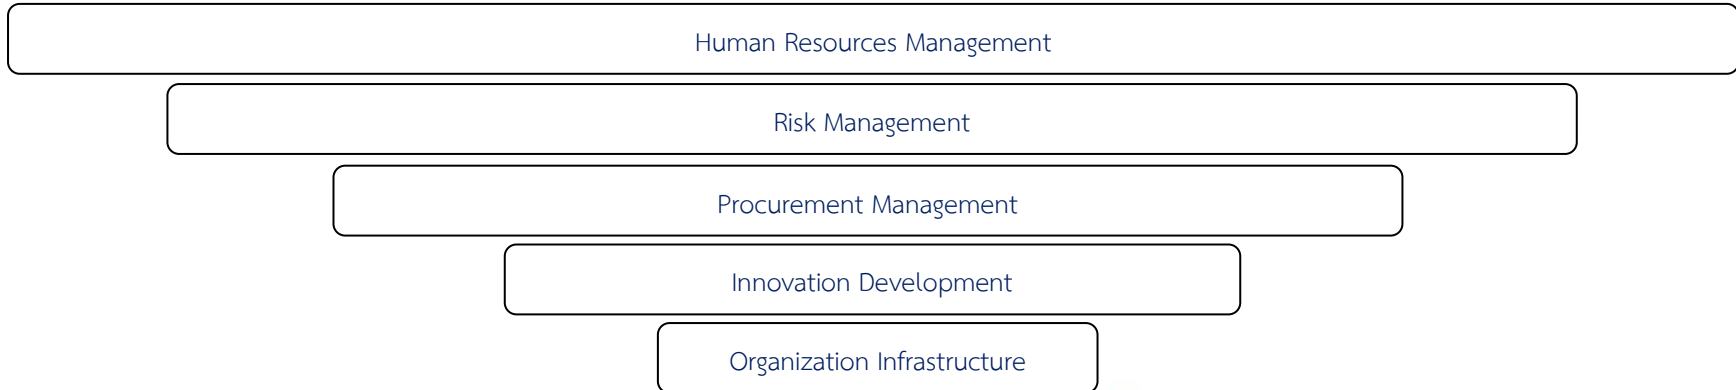 Human Resources Management
Risk Management
Procurement Management
Innovation Development
Organization Infrastructure